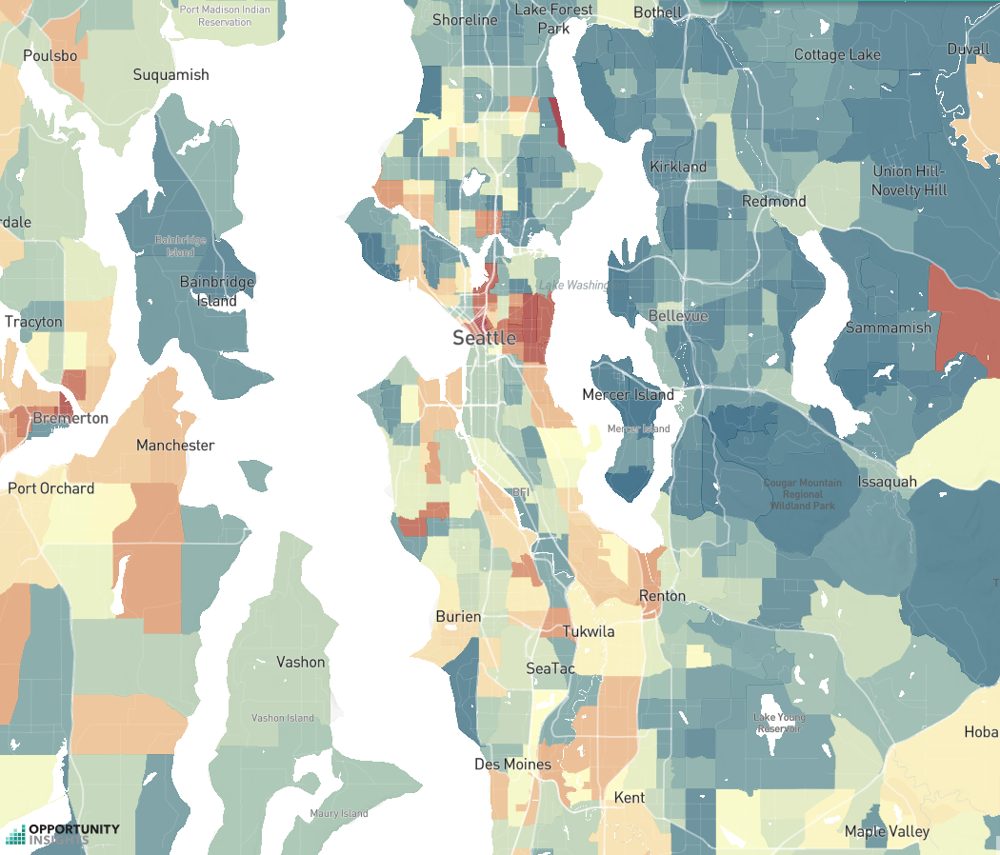 Port Madison Indian
Reservation
Shoreline
Lake Forest
Park
Bothell
Poulsbo
Suquamish
Cottage Lake
Duvall
Kirkland
Union Hill-
Novelty Hill
Redmond
rdale
Bainbridge
Island
Bainbridge
Island
Lake Washing
Tracyton
Bellevue
Sammamish
Seattle
Mercer Island
Mercer Island
Bremerton
Manchester
Port Orchard
BFI
Cougar Mountain
Regional
Wildland Park
Issaquah
T
Renton
Burien
Tukwila
Vashon
SeaTac
Vashon Island
Lake Young
Reservoir
Hoba
Des Moines
Kent
Maury Island
Maple Valley
OPPORTUNITY
INSIGHTS